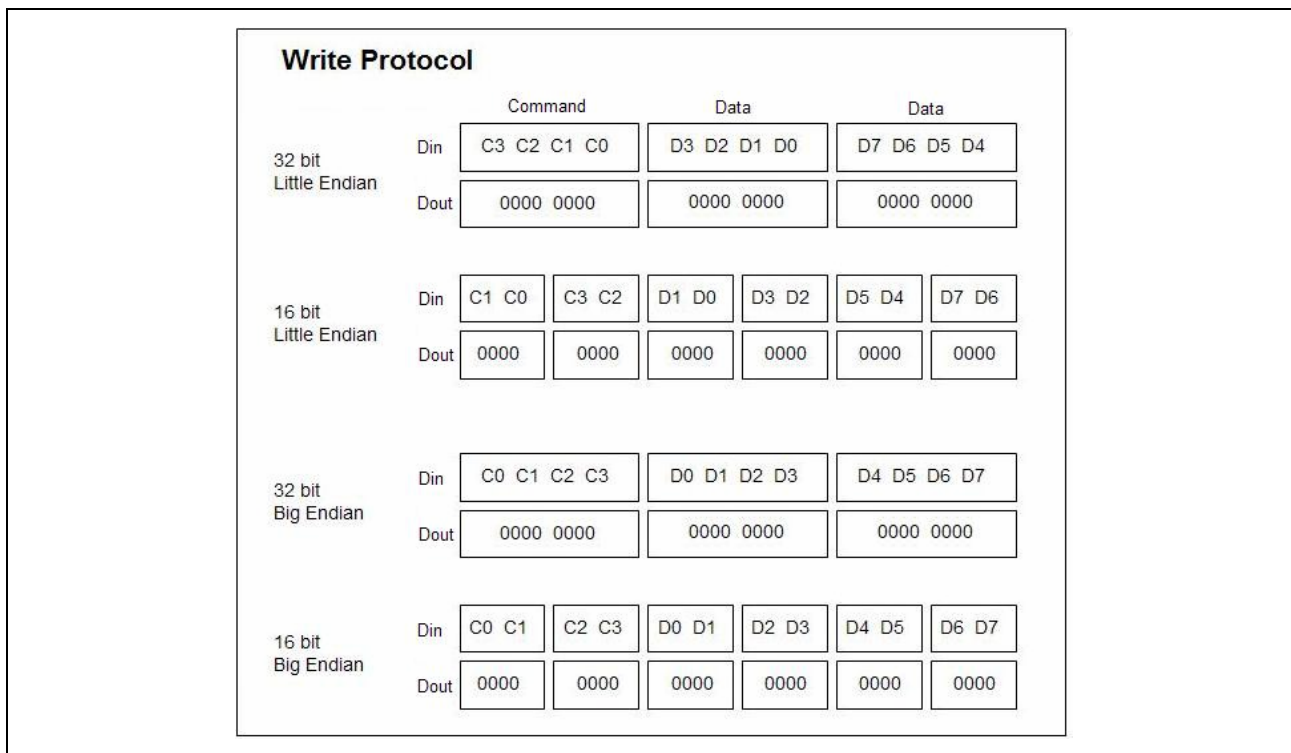 Write Protocol
Command Data Data
32 bit
Little Endian
Din C3 C2 C1 C0 D3 D2 D1 D0 D7 D6 D5 D4
Dout 0000 0000 0000 0000 0000 0000
16 bit
Little Endian
Din C1 C0 C3 C2 D1 D0 D3 D2 D5 D4 D7 D6
Dout 0000 0000 0000 0000 0000 0000
32 bit
Big Endian
Din C0 C1 C2 C3 D0 D1 D2 D3 D4 D5 D6 D7
Dout 0000 0000 0000 0000 0000 0000
16 bit
Big Endian
Din C0 C1 C2 C3 D0 D1 D2 D3 D4 D5 D6 D7
Dout 0000 0000 0000 0000 0000 0000